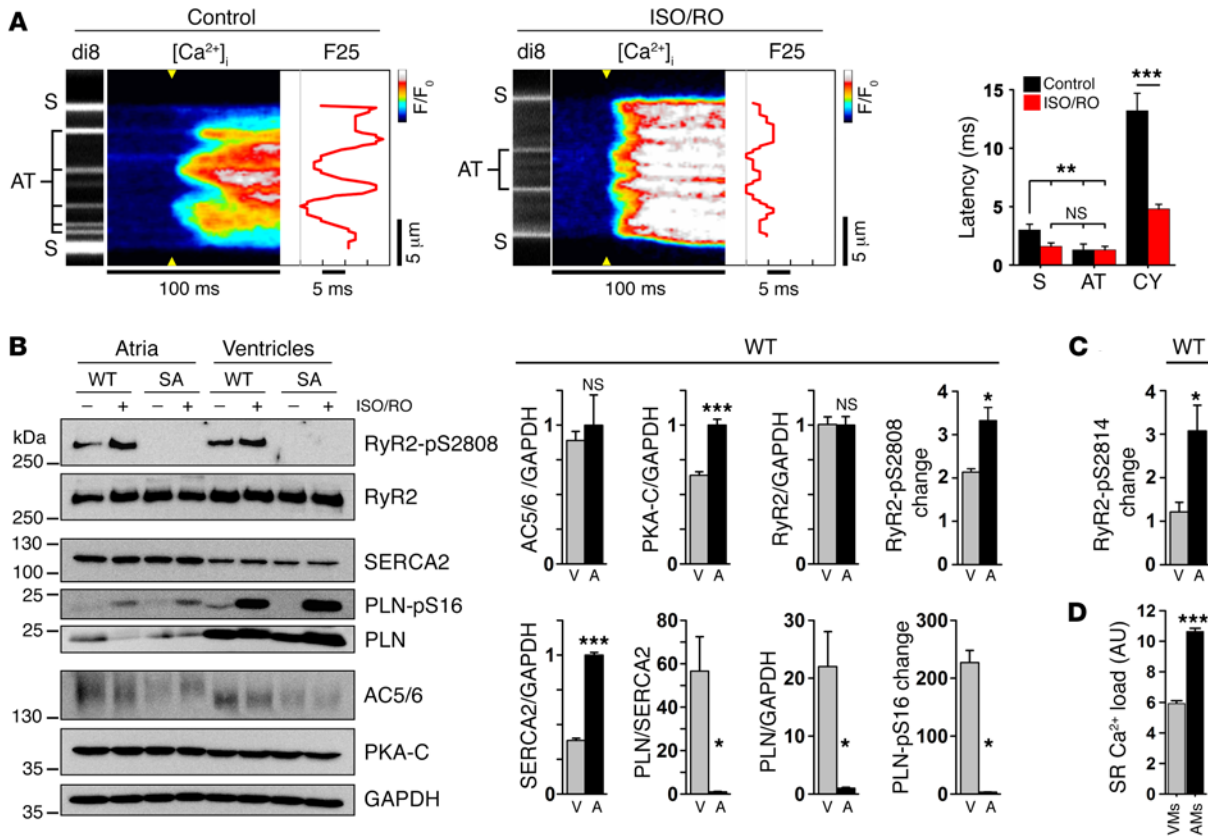 A
Control
di8 [Ca²⁺]ᵢ F25
S
AT
S
F/F₀
5 µm
100 ms 5 ms
ISO/RO
di8 [Ca²⁺]ᵢ F25
S
AT
S
F/F₀
5 µm
100 ms 5 ms
Control
ISO/RO
***
**
NS
Latency (ms)
15
10
5
0
S AT CY
B
Atria Ventricles
WT SA WT SA
– + – + – + – + ISO/RO
kDa
250 RyR2-pS2808
250 RyR2
130
100 SERCA2
25 PLN-pS16
25 PLN
130 AC5/6
35 PKA-C
35 GAPDH
WT
AC5/6 /GAPDH
1
0
NS
V A
PKA-C/GAPDH
1
0
***
V A
RyR2/GAPDH
1
0
NS
V A
RyR2-pS2808
change
4
3
2
1
0
*
V A
SERCA2/GAPDH
1
0
***
V A
PLN/SERCA2
80
60
40
20
0
*
V A
PLN/GAPDH
30
20
10
0
*
V A
PLN-pS16 change
300
200
100
0
*
V A
C
WT
RyR2-pS2814
change
4
3
2
1
0
*
V A
D
SR Ca²⁺ load (AU)
12
10
8
6
4
2
0
***
VMs AMs